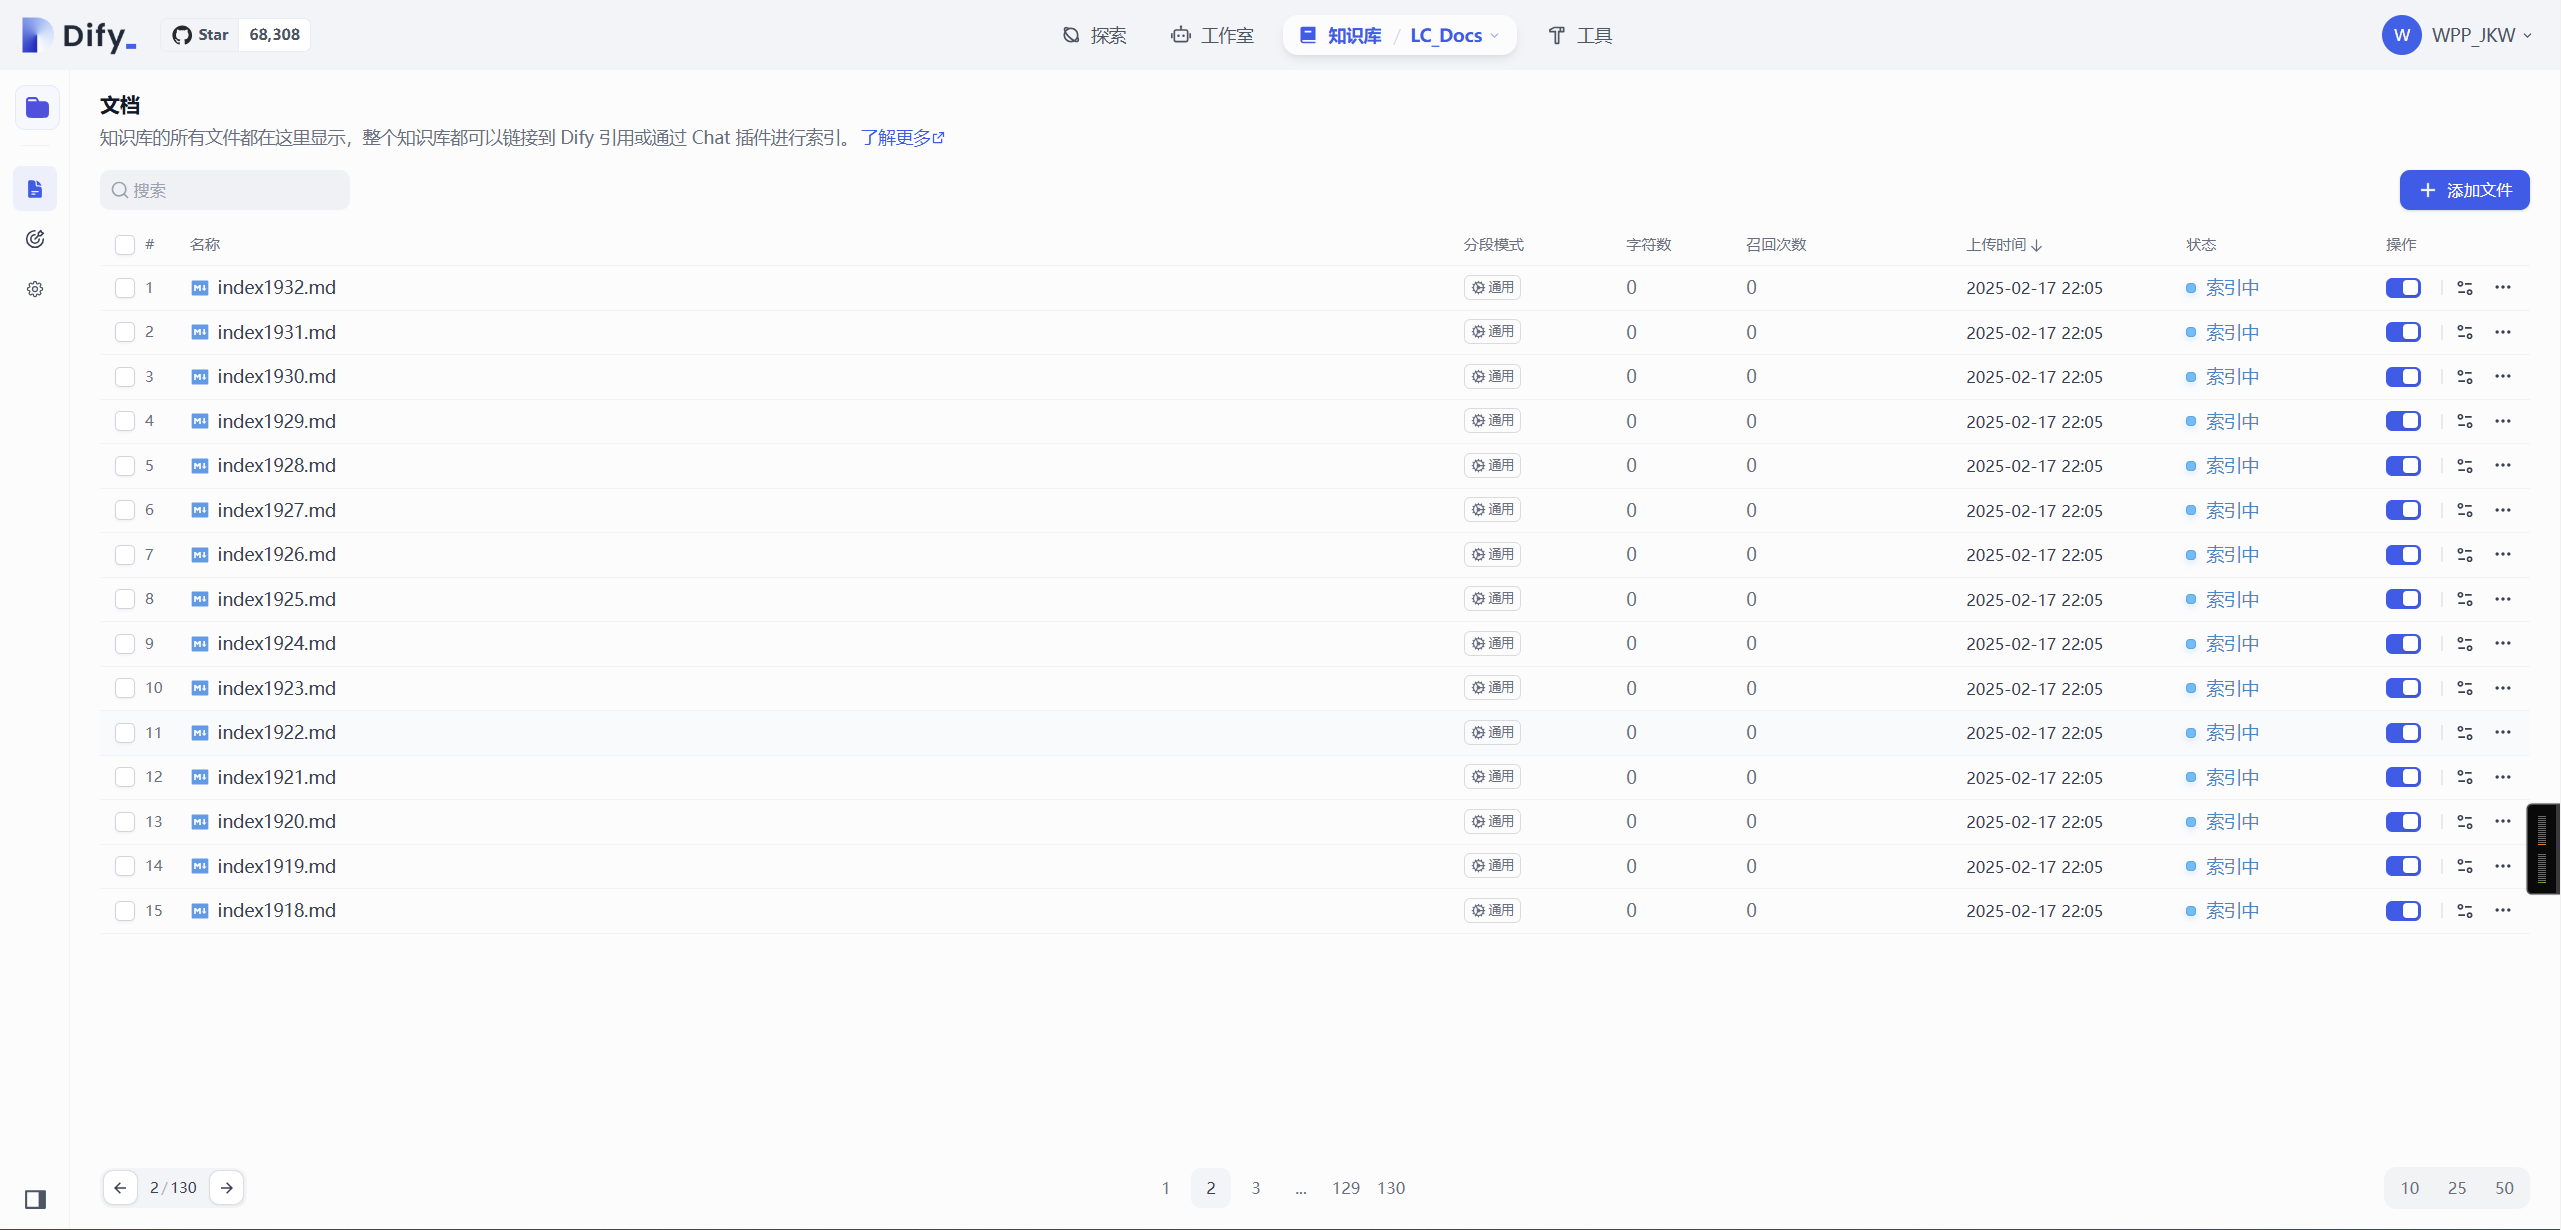 Dify_ Star 68,308 探索 工作室 知识库 / LC_Docs 工具 W WPP_JKW
文档
知识库的所有文件都在这里显示，整个知识库都可以链接到 Dify 引用或通过 Chat 插件进行索引。 了解更多
搜索 添加文件
# 名称 分段模式 字符数 召回次数 上传时间 状态 操作
1 index1932.md 通用 0 0 2025-02-17 22:05 索引中
2 index1931.md 通用 0 0 2025-02-17 22:05 索引中
3 index1930.md 通用 0 0 2025-02-17 22:05 索引中
4 index1929.md 通用 0 0 2025-02-17 22:05 索引中
5 index1928.md 通用 0 0 2025-02-17 22:05 索引中
6 index1927.md 通用 0 0 2025-02-17 22:05 索引中
7 index1926.md 通用 0 0 2025-02-17 22:05 索引中
8 index1925.md 通用 0 0 2025-02-17 22:05 索引中
9 index1924.md 通用 0 0 2025-02-17 22:05 索引中
10 index1923.md 通用 0 0 2025-02-17 22:05 索引中
11 index1922.md 通用 0 0 2025-02-17 22:05 索引中
12 index1921.md 通用 0 0 2025-02-17 22:05 索引中
13 index1920.md 通用 0 0 2025-02-17 22:05 索引中
14 index1919.md 通用 0 0 2025-02-17 22:05 索引中
15 index1918.md 通用 0 0 2025-02-17 22:05 索引中
2 / 130 1 2 3 ... 129 130 10 25 50